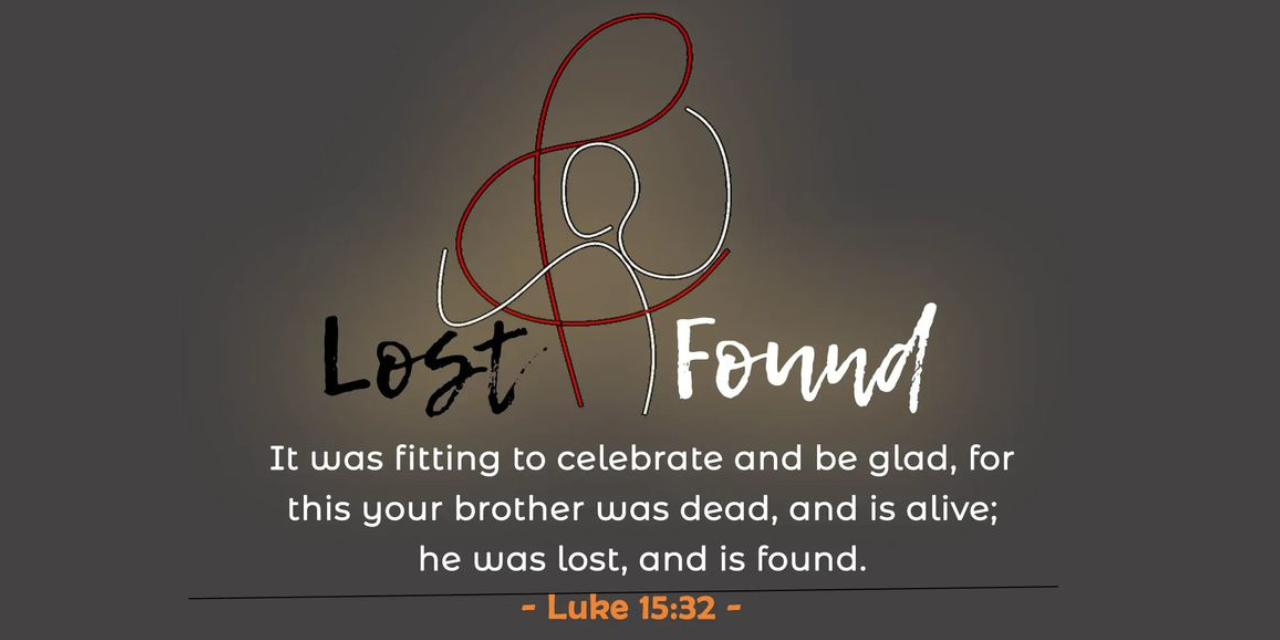 Lost Found
It was fitting to celebrate and be glad, for
this your brother was dead, and is alive;
he was lost, and is found.
- Luke 15:32 -